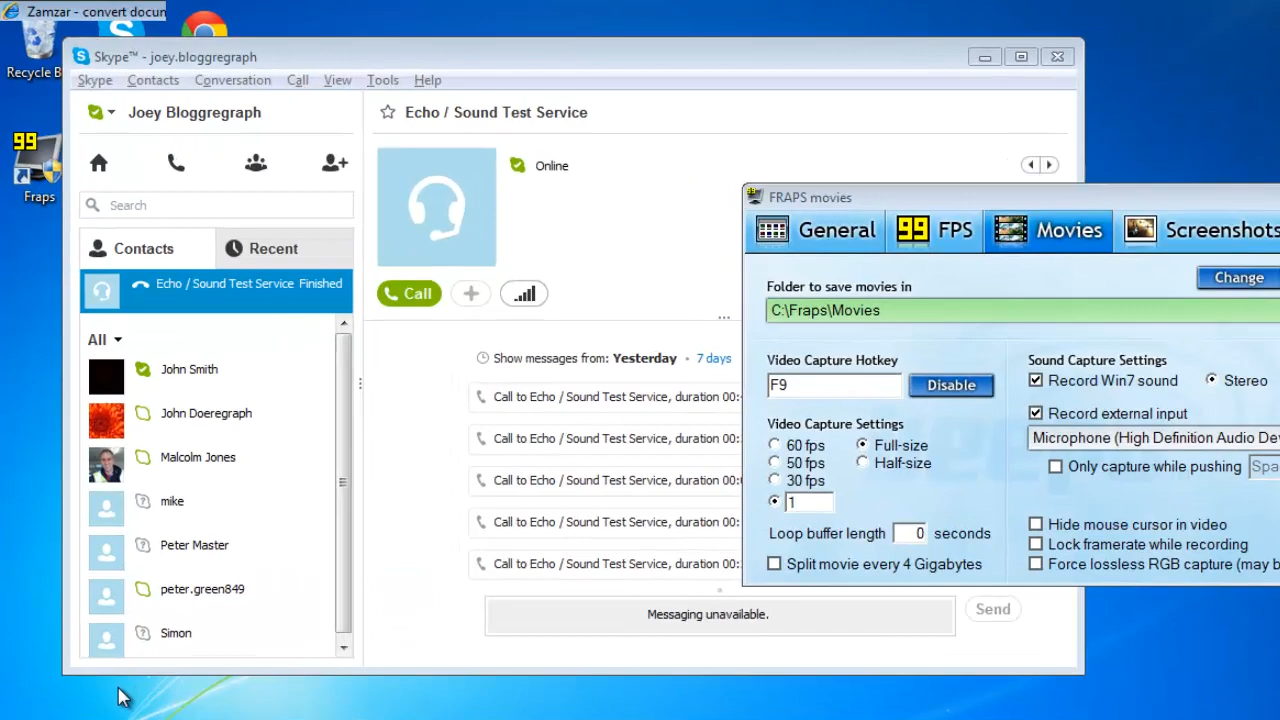 Zamzar - convert docun
Recycle B
Skype™ - joey.bloggregraph
Skype Contacts Conversation Call View Tools Help
Joey Bloggregraph
Search
Contacts
Recent
Echo / Sound Test Service Finished
All
John Smith
John Doeregraph
Malcolm Jones
mike
Peter Master
peter.green849
Simon
99
Fraps
Echo / Sound Test Service
Online
Call
Show messages from: Yesterday • 7 days
Call to Echo / Sound Test Service, duration 00:
Call to Echo / Sound Test Service, duration 00:
Call to Echo / Sound Test Service, duration 00:
Call to Echo / Sound Test Service, duration 00:
Call to Echo / Sound Test Service, duration 00:
Messaging unavailable.
Send
FRAPS movies
General
99 FPS
Movies
Screenshots
Folder to save movies in
Change
C:\Fraps\Movies
Video Capture Hotkey
F9
Disable
Video Capture Settings
60 fps
50 fps
30 fps
1
Full-size
Half-size
Loop buffer length 0 seconds
Split movie every 4 Gigabytes
Sound Capture Settings
Record Win7 sound
Stereo
Record external input
Microphone (High Definition Audio De
Only capture while pushing
Spa
Hide mouse cursor in video
Lock framerate while recording
Force lossless RGB capture (may b